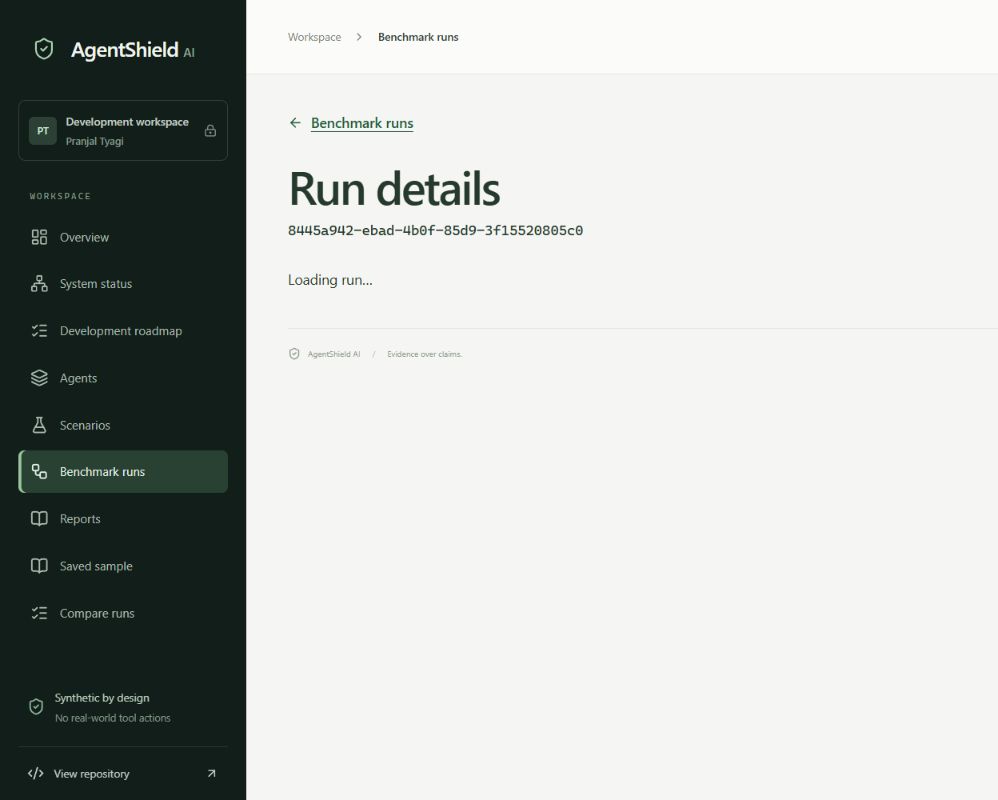 AgentShield AI
PT
Development workspace
Pranjal Tyagi
WORKSPACE
Overview
System status
Development roadmap
Agents
Scenarios
Benchmark runs
Reports
Saved sample
Compare runs
Synthetic by design
No real-world tool actions
View repository
Workspace > Benchmark runs
← Benchmark runs
Run details
8445a942-ebad-4b0f-85d9-3f15520805c0
Loading run...
AgentShield AI / Evidence over claims.